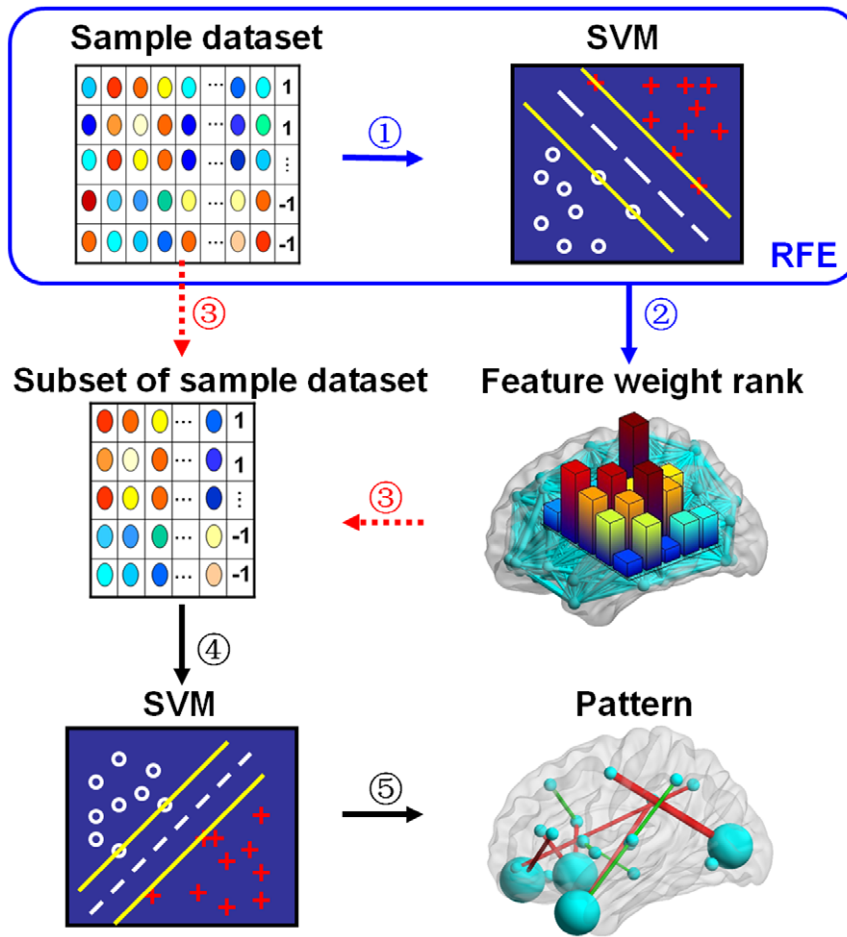 Sample dataset
SVM
... 1
... 1
⋮
... -1
... -1
①
RFE
③
②
Subset of sample dataset
Feature weight rank
... 1
... 1
... ⋮
... -1
... -1
③
④
SVM
Pattern
⑤